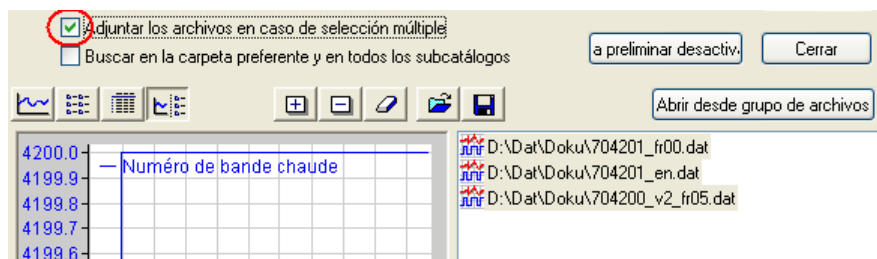 Adjuntar los archivos en caso de selección múltiple
Buscar en la carpeta preferente y en todos los subcatálogos
a preliminar desactiv.
Cerrar
Abrir desde grupo de archivos
4200.0
Numéro de bande chaude
4199.9
4199.8
4199.7
4199.6
D:\Dat\Doku\704201_fr00.dat
D:\Dat\Doku\704201_en.dat
D:\Dat\Doku\704200_v2_fr05.dat